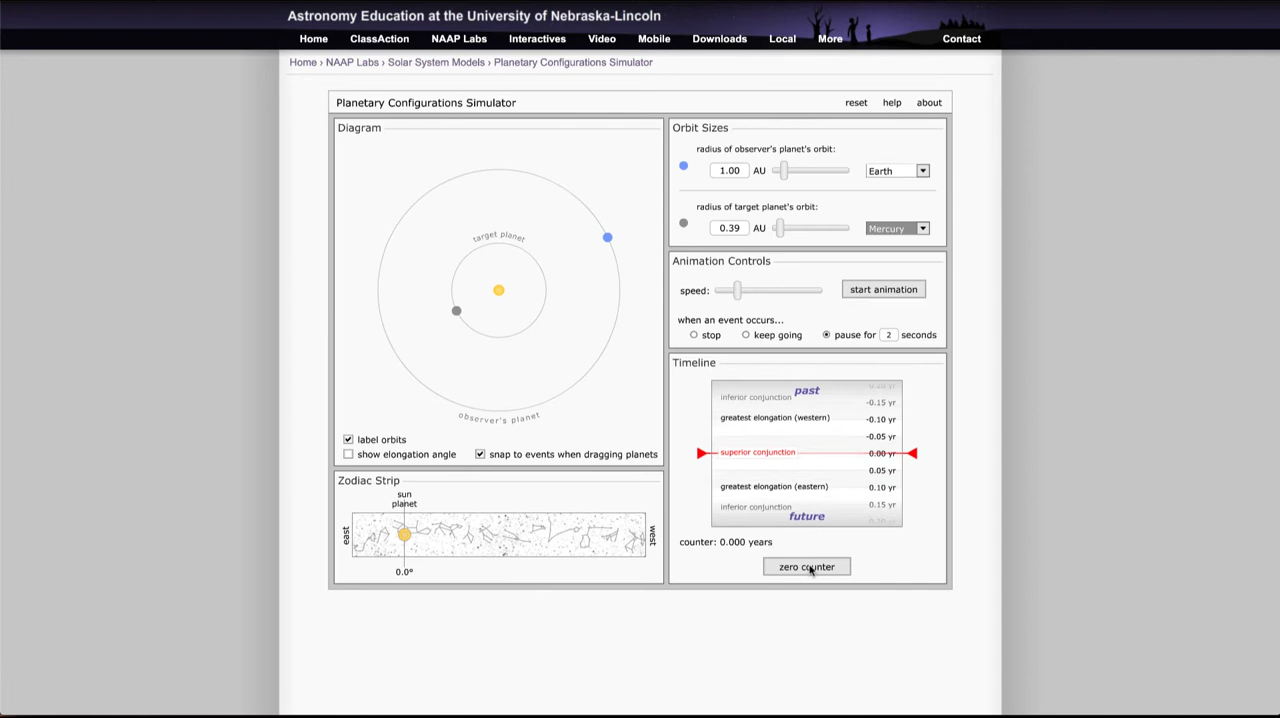 Astronomy Education at the University of Nebraska-Lincoln
Home ClassAction NAAP Labs Interactives Video Mobile Downloads Local More Contact
Home › NAAP Labs › Solar System Models › Planetary Configurations Simulator
Planetary Configurations Simulator reset help about
Diagram
target planet
observer's planet
label orbits
show elongation angle snap to events when dragging planets
Zodiac Strip
sun
planet
east
west
0.0°
Orbit Sizes
radius of observer's planet's orbit:
1.00 AU Earth
radius of target planet's orbit:
0.39 AU Mercury
Animation Controls
speed: start animation
when an event occurs...
stop keep going pause for 2 seconds
Timeline
past
inferior conjunction -0.15 yr
greatest elongation (western) -0.10 yr
-0.05 yr
superior conjunction 0.00 yr
0.05 yr
greatest elongation (eastern) 0.10 yr
inferior conjunction 0.15 yr
future
counter: 0.000 years
zero counter